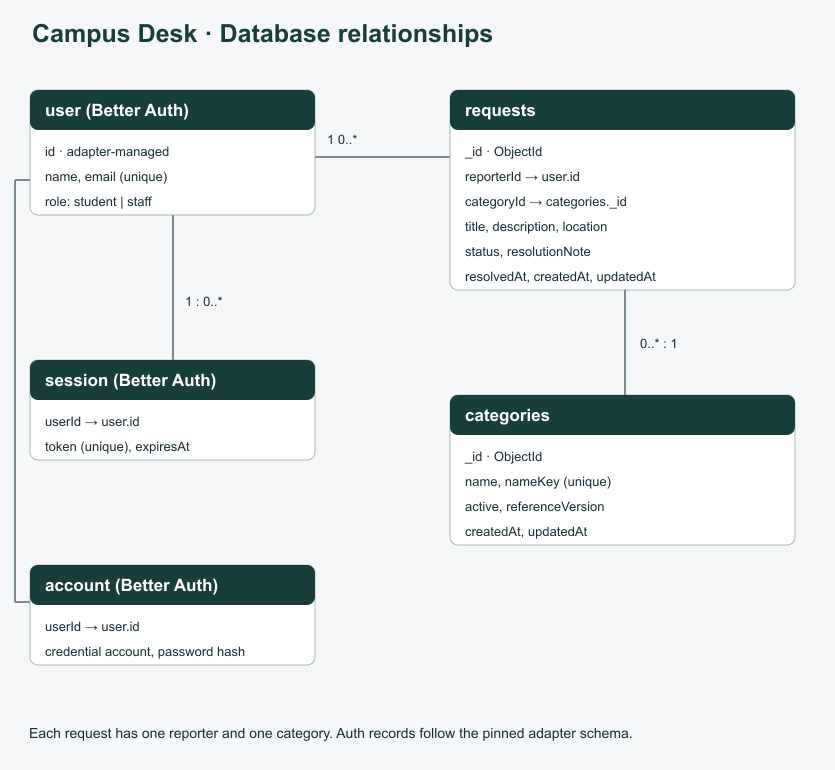 Campus Desk · Database relationships
user (Better Auth)
id · adapter-managed
name, email (unique)
role: student | staff
1 0..*
requests
_id · ObjectId
reporterId → user.id
categoryId → categories._id
title, description, location
status, resolutionNote
resolvedAt, createdAt, updatedAt
1 : 0..*
0..* : 1
session (Better Auth)
userId → user.id
token (unique), expiresAt
categories
_id · ObjectId
name, nameKey (unique)
active, referenceVersion
createdAt, updatedAt
account (Better Auth)
userId → user.id
credential account, password hash
Each request has one reporter and one category. Auth records follow the pinned adapter schema.